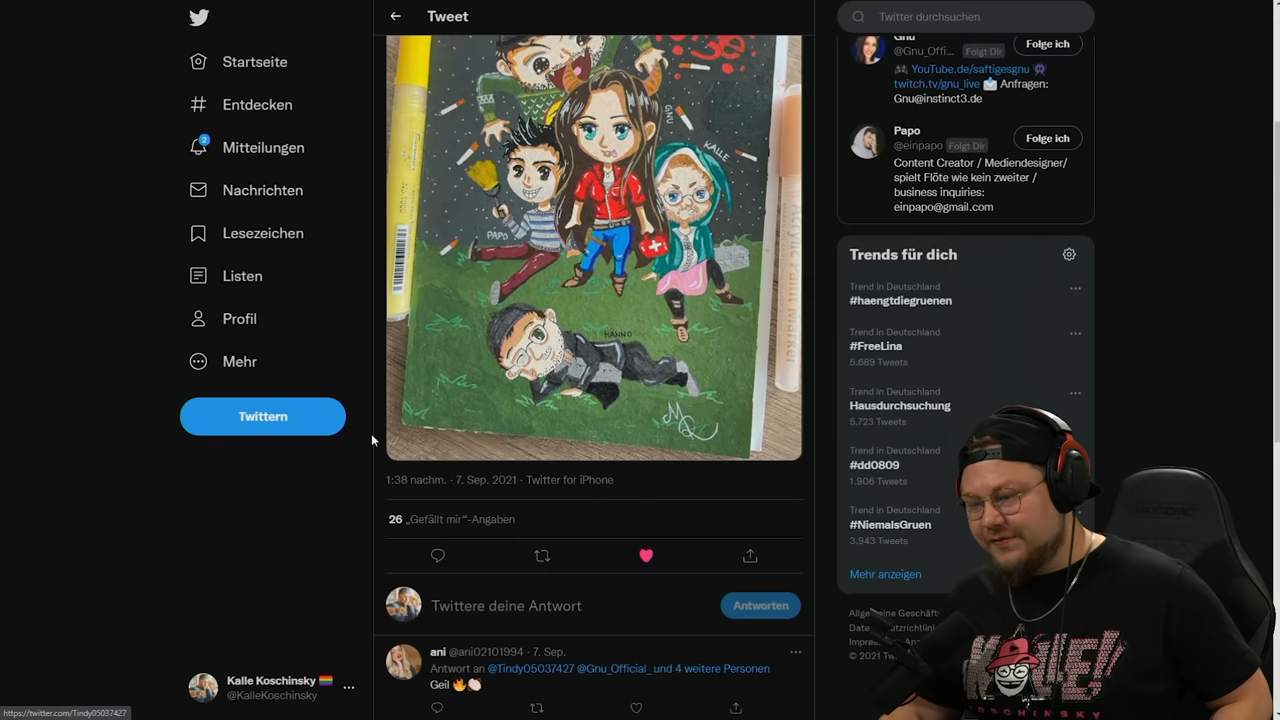 Tweet
Twitter durchsuchen
Startseite
Entdecken
2
Mitteilungen
Nachrichten
Lesezeichen
Listen
Profil
Mehr
Twittern
Kalle Koschinsky
@KalleKoschinsky
https://twitter.com/Tindy05037427
GNU
KALLE
PAPO
HANNO
1:38 nachm. · 7. Sep. 2021 · Twitter for iPhone
26 „Gefällt mir“-Angaben
Twittere deine Antwort
Antworten
ani @ani02101994 · 7. Sep.
Antwort an @Tindy05037427 @Gnu_Official_ und 4 weitere Personen
Geil
Gnu
@Gnu_Offi... Folgt Dir
Folge ich
YouTube.de/saftigesgnu
twitch.tv/gnu_live Anfragen:
Gnu@instinct3.de
Papo
@einpapo Folgt Dir
Folge ich
Content Creator / Mediendesigner/
spielt Flöte wie kein zweiter /
business inquiries:
einpapo@gmail.com
Trends für dich
Trend in Deutschland
#haengtdiegruenen
Trend in Deutschland
#FreeLina
5.689 Tweets
Trend in Deutschland
Hausdurchsuchung
5.723 Tweets
Trend in Deutschland
#dd0809
1.906 Tweets
Trend in Deutschland
#NiemalsGruen
3.943 Tweets
Mehr anzeigen
© 2021
KALLE
KOSCHINSKY